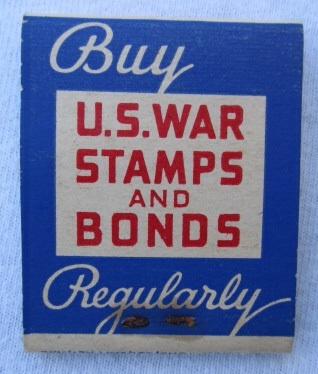 Buy
U.S. WAR
STAMPS
AND
BONDS
Regularly